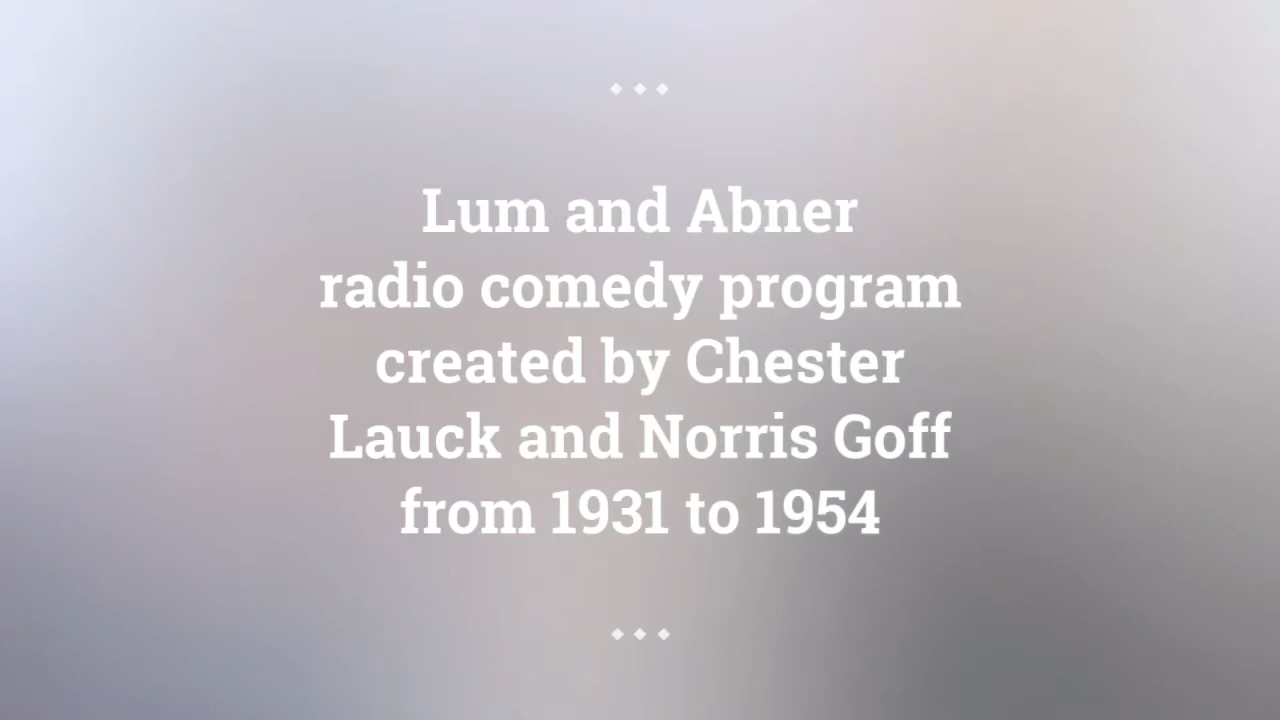 Lum and Abner
radio comedy program
created by Chester
Lauck and Norris Goff
from 1931 to 1954